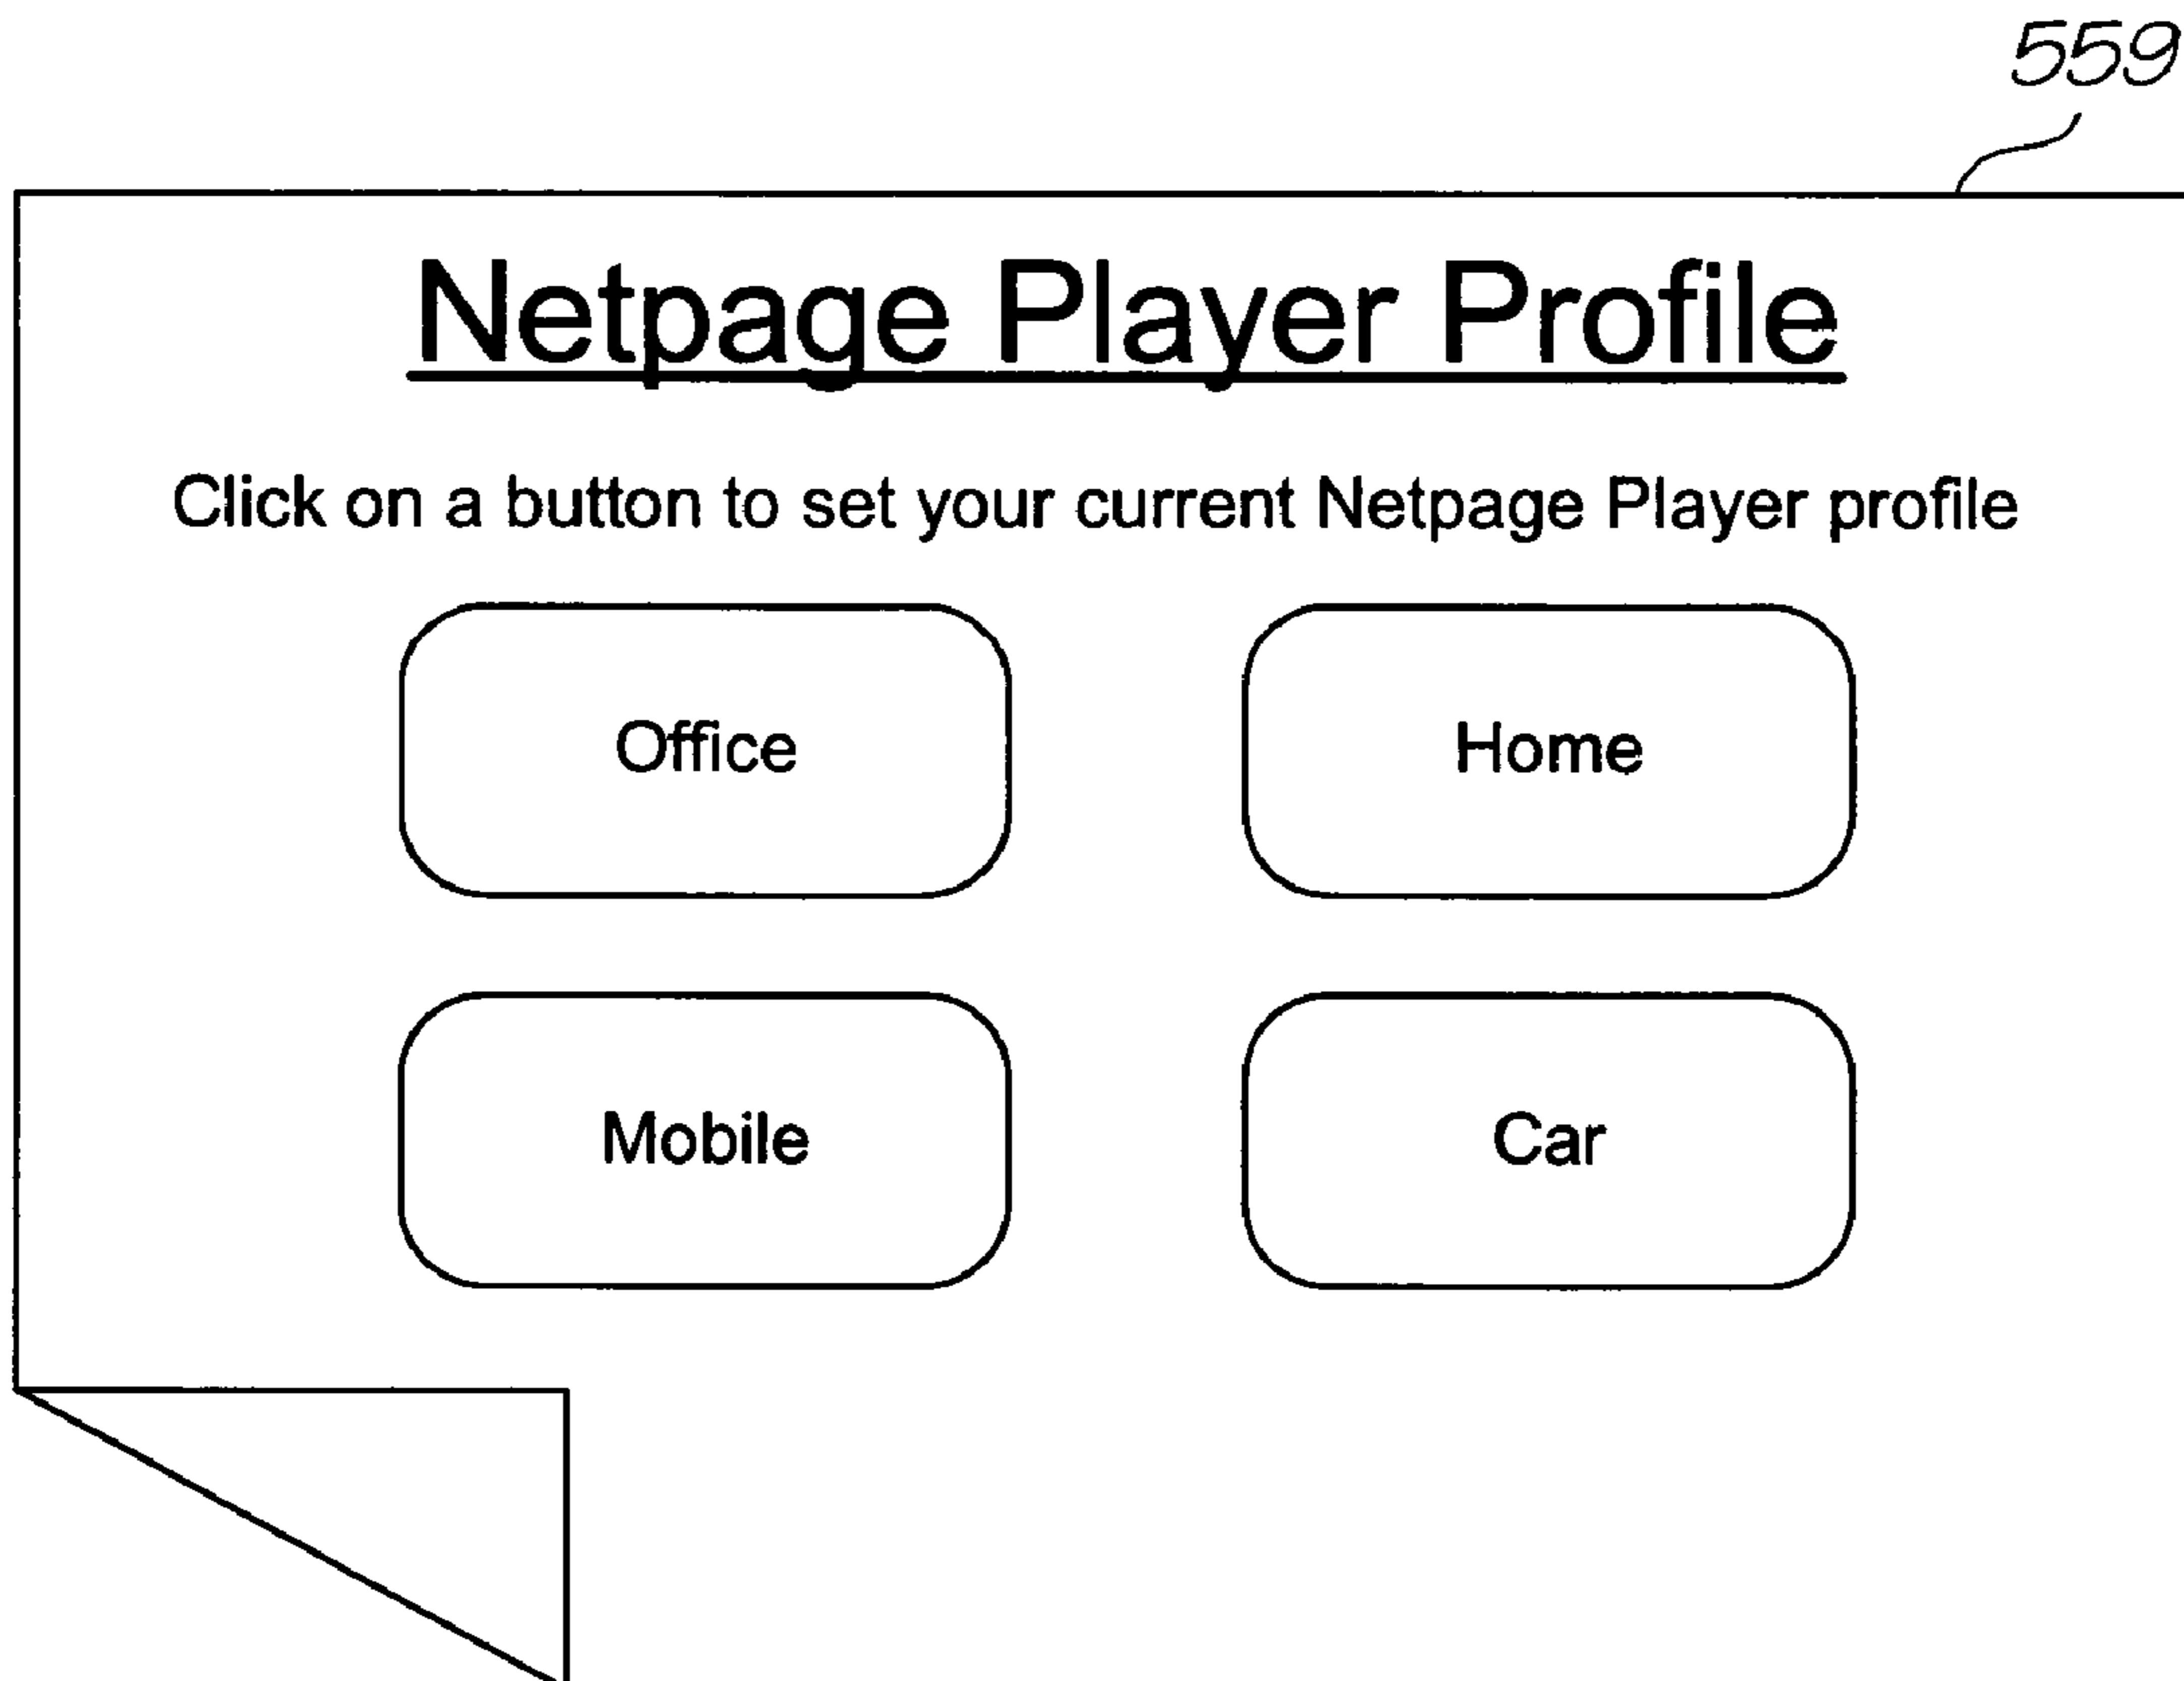 559
Netpage Player Profile
Click on a button to set your current Netpage Player profile
Office Home
Mobile Car